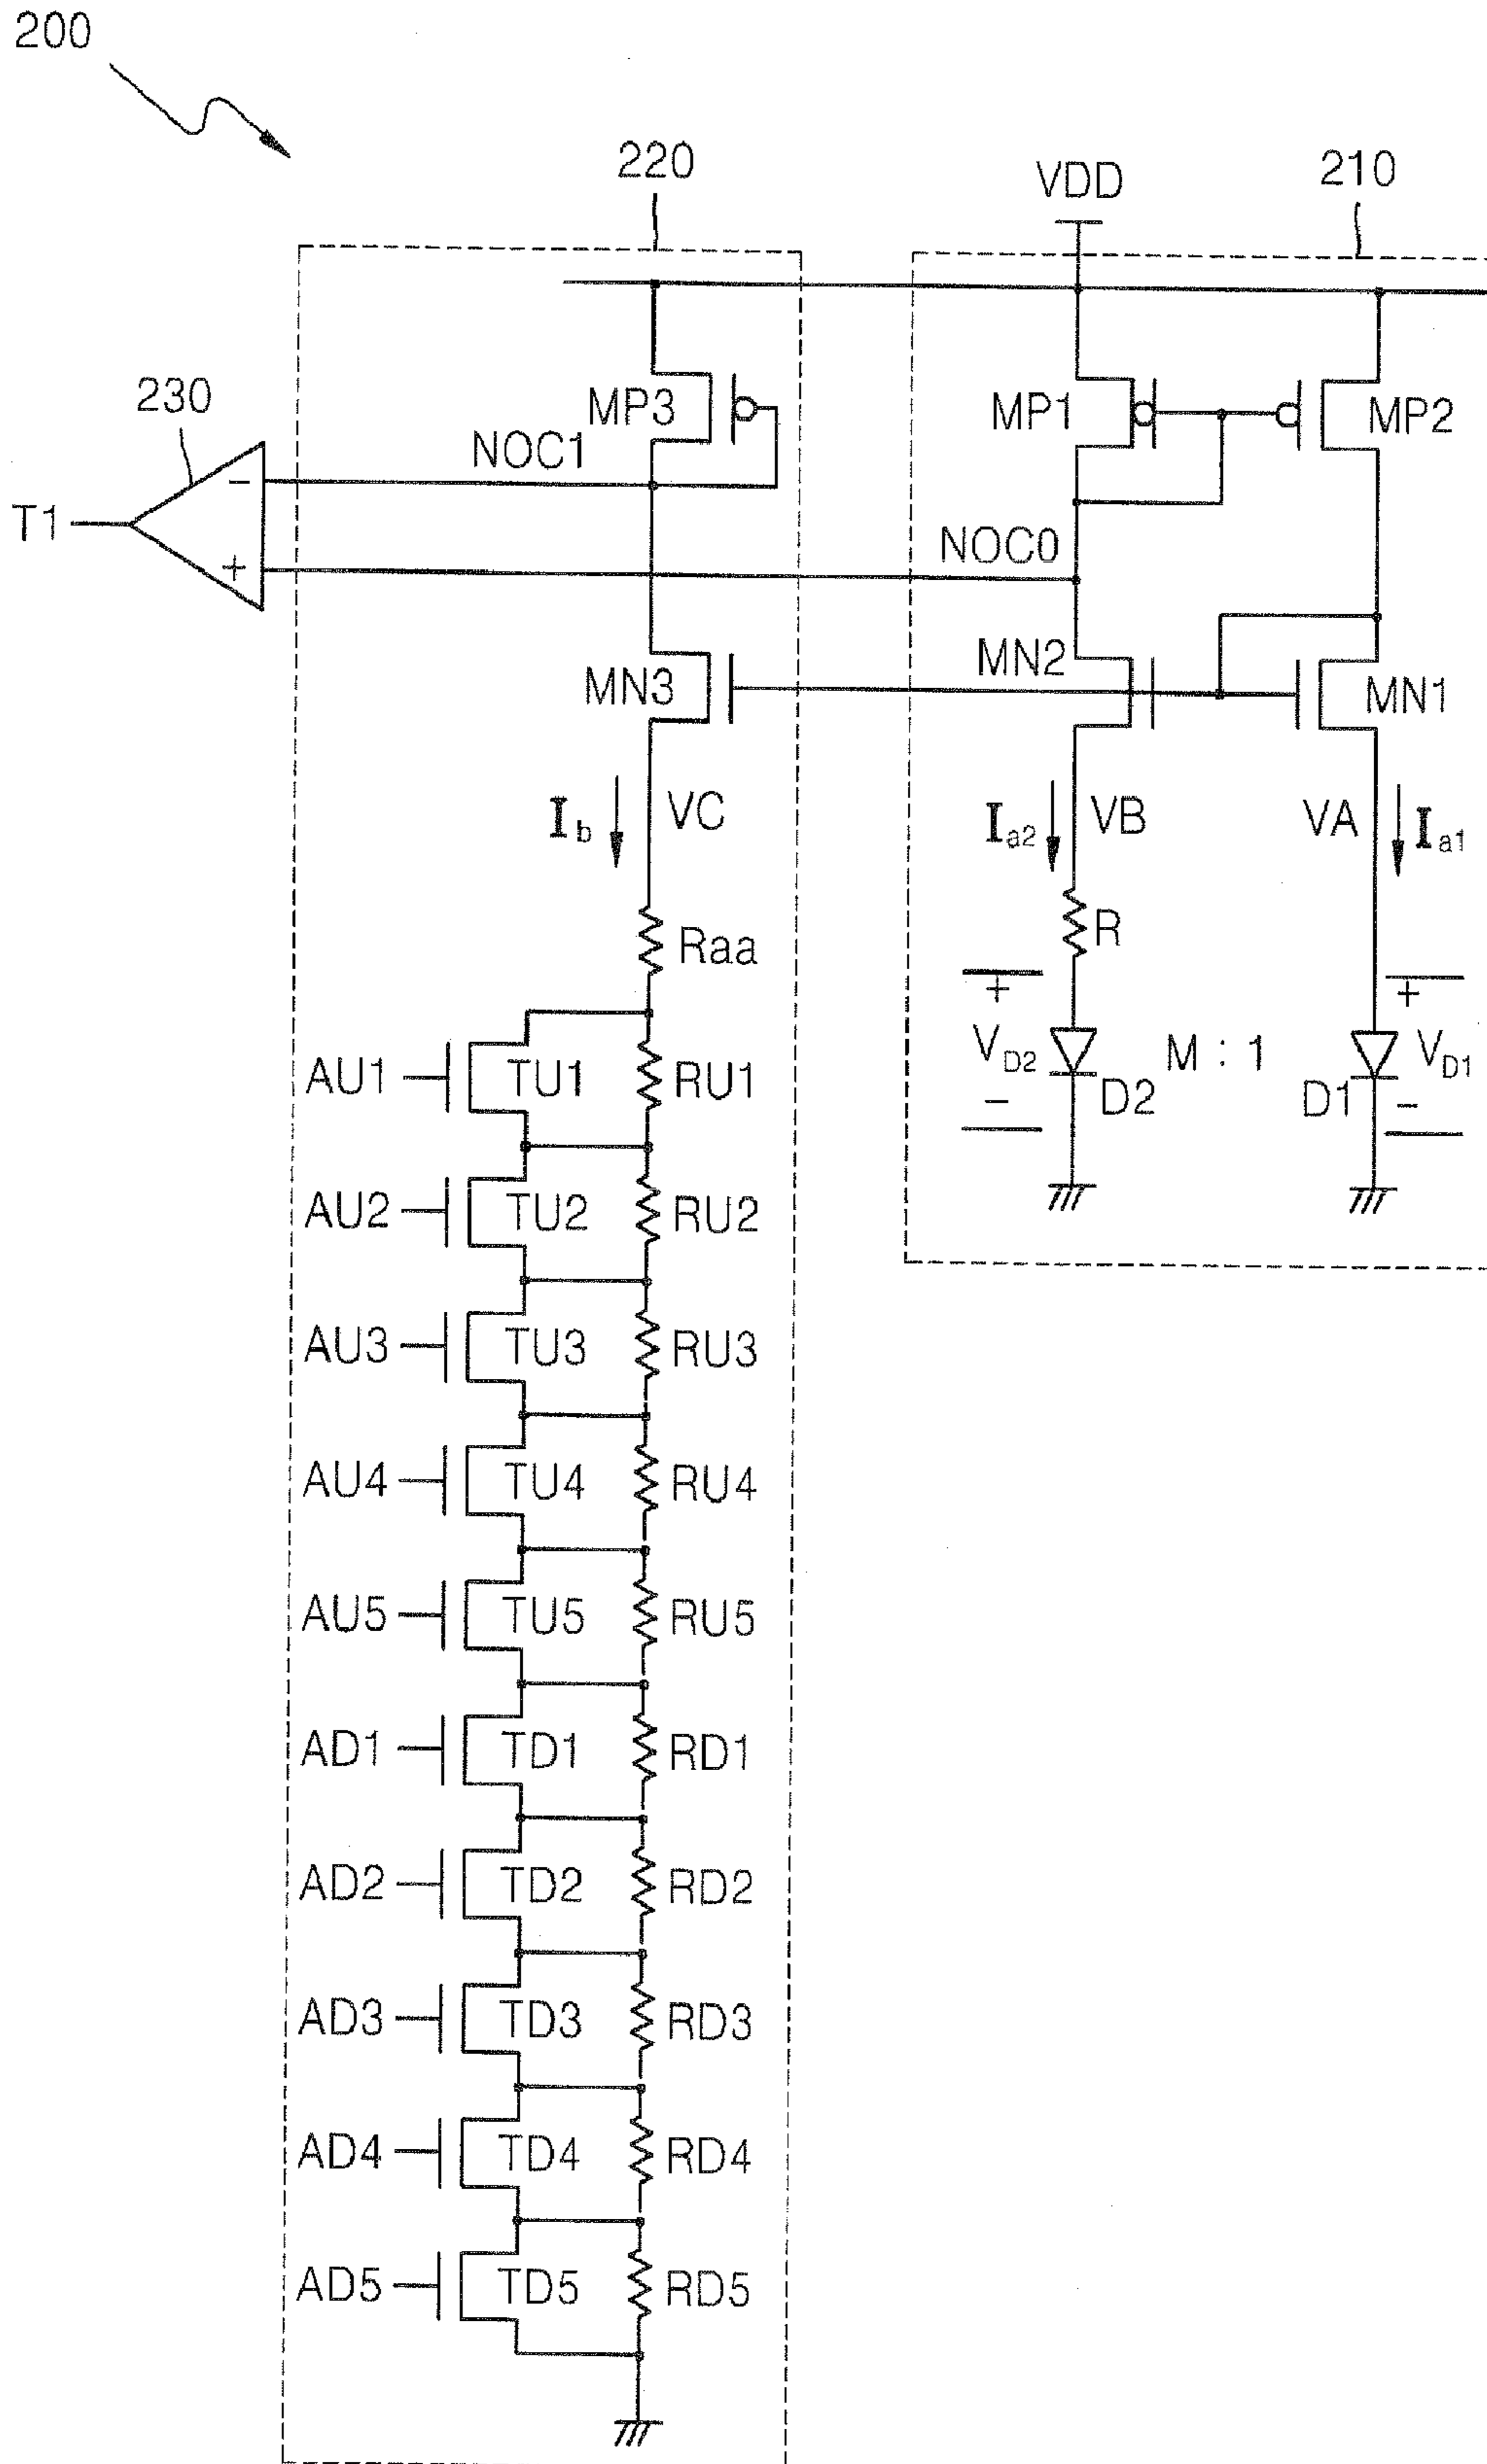 200
220
VDD
210
230
MP3
MP1
MP2
NOC1
−
T1
NOC0
+
MN3
MN2
MN1
Ib
VC
Ia2
VB
VA
Ia1
Raa
R
+
+
AU1
TU1
RU1
VD2
M : 1
VD1
−
D2
D1
−
AU2
TU2
RU2
AU3
TU3
RU3
AU4
TU4
RU4
AU5
TU5
RU5
AD1
TD1
RD1
AD2
TD2
RD2
AD3
TD3
RD3
AD4
TD4
RD4
AD5
TD5
RD5